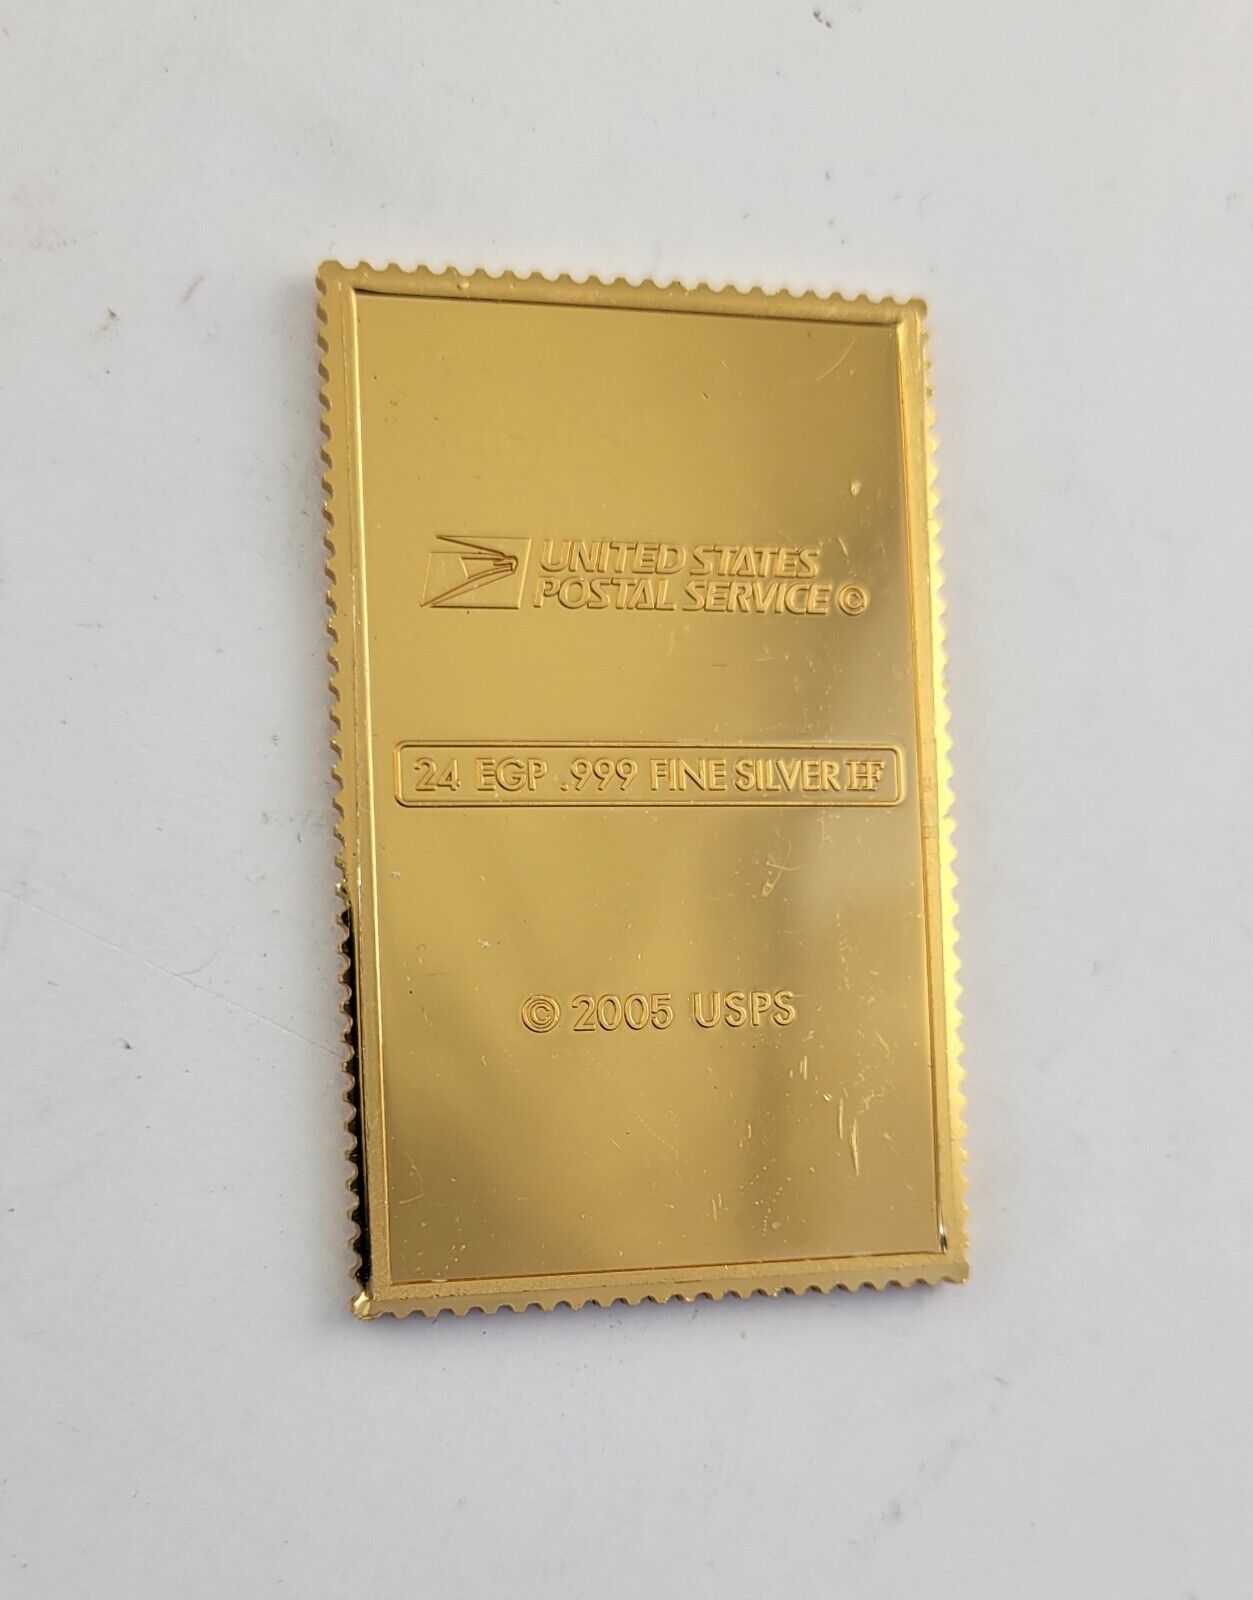 UNITED STATES
POSTAL SERVICE ©
24 EGP .999 FINE SILVER HF
© 2005 USPS